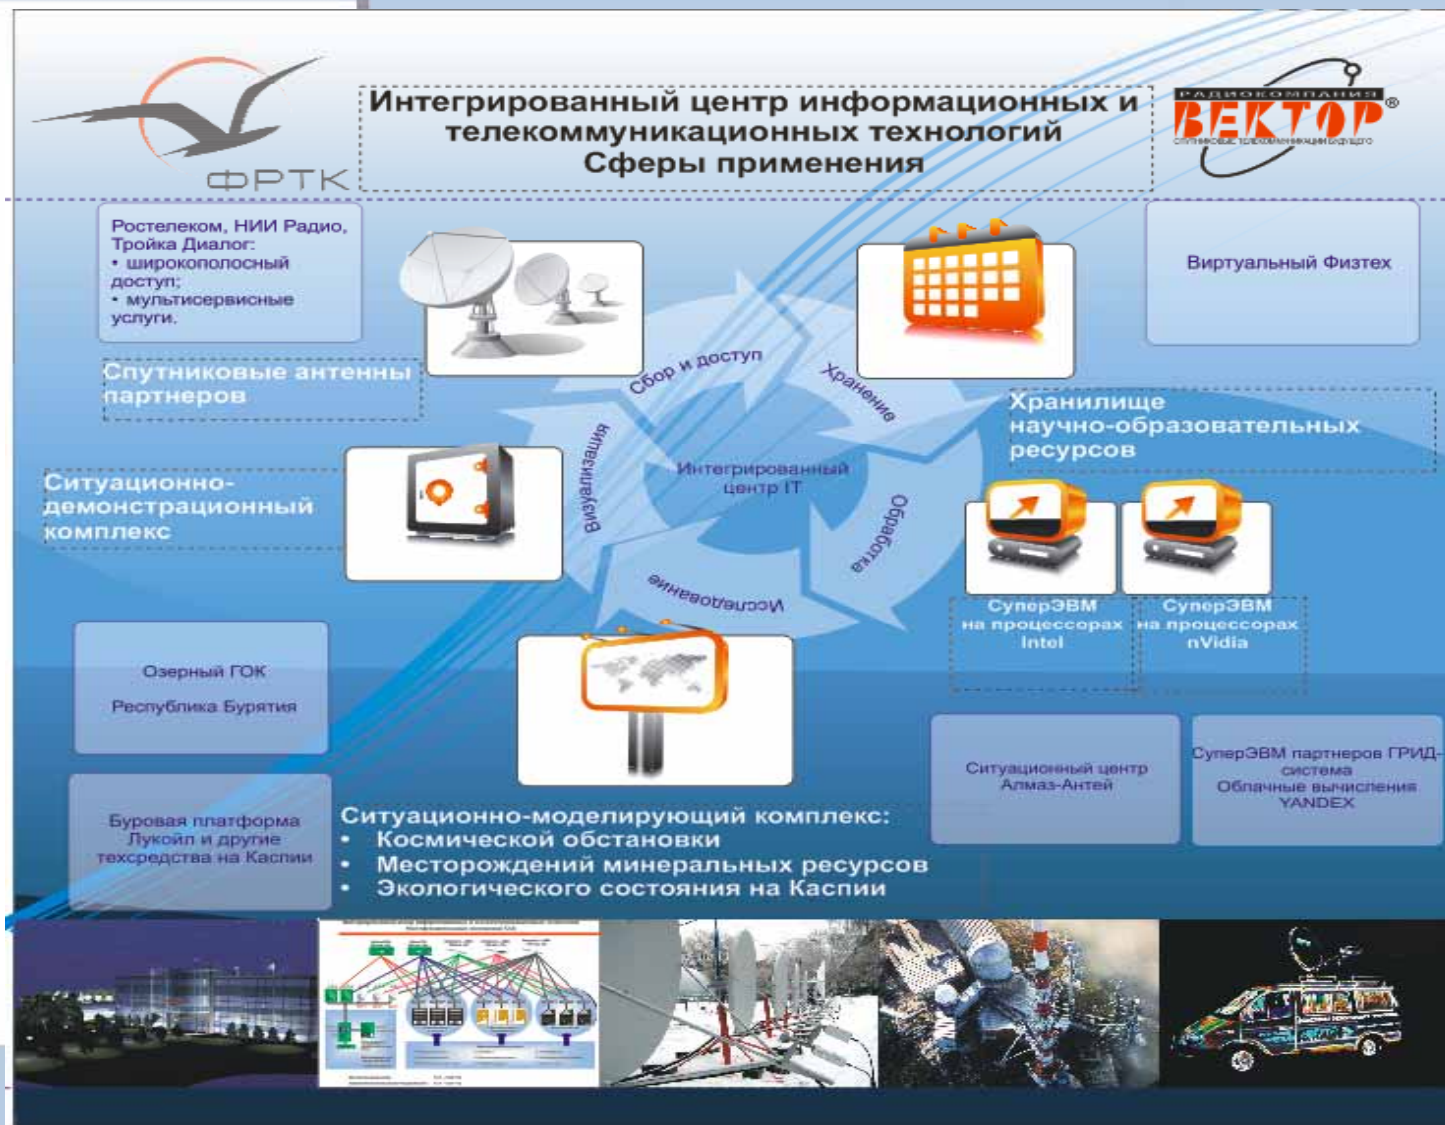 Интегрированный центр информационных и
телекоммуникационных технологий
Сферы применения
ФРТК
РАДИОКОМПАНИЯ
ВЕКТОР®
СПУТНИКОВЫЕ ТЕЛЕКОММУНИКАЦИИ БУДУЩЕГО
Ростелеком, НИИ Радио,
Тройка Диалог:
• широкополосный
доступ;
• мультисервисные
услуги.
Виртуальный Физтех
Спутниковые антенны
партнеров
Сбор и доступ
Хранение
Обработка
Исследование
Визуализация
Интегрированный
центр IT
Хранилище
научно-образовательных
ресурсов
Ситуационно-
демонстрационный
комплекс
СуперЭВМ
на процессорах
Intel
СуперЭВМ
на процессорах
nVidia
Озерный ГОК
Республика Бурятия
Ситуационный центр
Алмаз-Антей
СуперЭВМ партнеров ГРИД-
система
Облачные вычисления
YANDEX
Буровая платформа
Лукойл и другие
техсредства на Каспии
Ситуационно-моделирующий комплекс:
• Космической обстановки
• Месторождений минеральных ресурсов
• Экологического состояния на Каспии